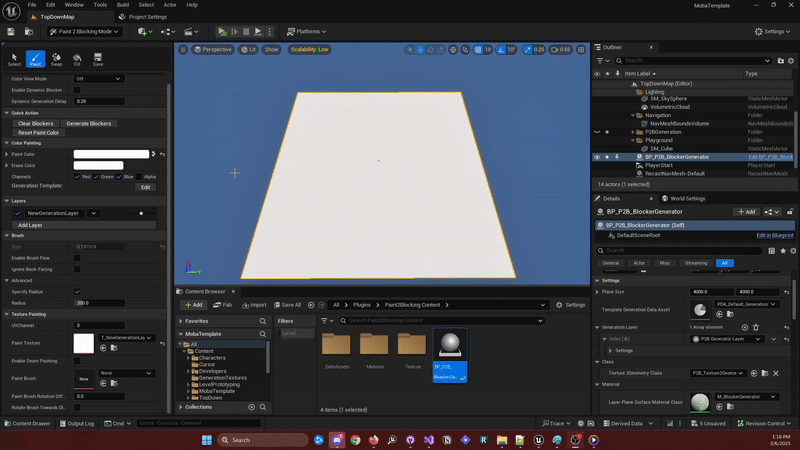 File Edit Window Tools Build Select Actor Help MobaTemplate
TopDownMap Project Settings
Paint 2 Blocking Mode Platforms Settings
Select Paint Swap Fill Save
Color View Mode Off
Enable Dynamic Blocker
Dynamic Generation Delay 0.25
Quick Action
Clear Blockers Generate Blockers
Reset Paint Color
Color Painting
Paint Color
Erase Color
Channels Red Green Blue Alpha
Generation Template Edit
Layers
NewGenerationLayer
Add Layer
Brush
Size
Enable Brush Flow
Ignore Back-Facing
Advanced
Specify Radius
Radius 200.0
Texture Painting
UVChannel 0
Paint Texture T_NewGenerationLay
Enable Seam Painting
Paint Brush None None
Paint Brush Rotation Off... 0.0
Rotate Brush Towards D
Perspective Lit Show Scalability: Low 10 10° 0.25 0.55
Content Browser
Add Fab Import Save All All Plugins Paint2Blocking Content Settings
Favorites
MobaTemplate
All
Content
Characters
Cursor
Developers
GenerationTextures
LevelPrototyping
MobaTemplate
TopDown
Collections
Filters
Level
Search Paint2Blocking Content
DataAssets Material Texture BP_P2B_
Blueprint Cla
4 items (1 selected)
Outliner
Search...
Item Label Type
TopDownMap (Editor)
Lighting Folder
SM_SkySphere StaticMeshActor
VolumetricCloud VolumetricCloud
Navigation Folder
NavMeshBoundsVolume NavMeshBoundsVolume
P2BGeneration Folder
Playground Folder
SM_Cube StaticMeshActor
BP_P2B_BlockerGenerator Edit BP_P2B_Block
PlayerStart PlayerStart
RecastNavMesh-Default RecastNavMesh
14 actors (1 selected)
Details World Settings
BP_P2B_BlockerGenerator Add
BP_P2B_BlockerGenerator (Self)
DefaultSceneRoot Edit in Blueprint
Search
General Actor Misc Streaming All
Settings
Plane Size 4000.0 4000.0
Template Generation Data Asset PDA_Default_Generation
Generation Layer 1 Array element
Index [ 0 ] P2B Generator Layer
Settings
Class
Texture 2Geometry Class P2B_Texture2Geome
Material
Layer Plane Surface Material Class M_BlockerGenerator
Content Drawer Output Log Cmd Enter Console Command Trace Derived Data 5 Unsaved Revision Control
Search
1:16 PM
3/6/2025